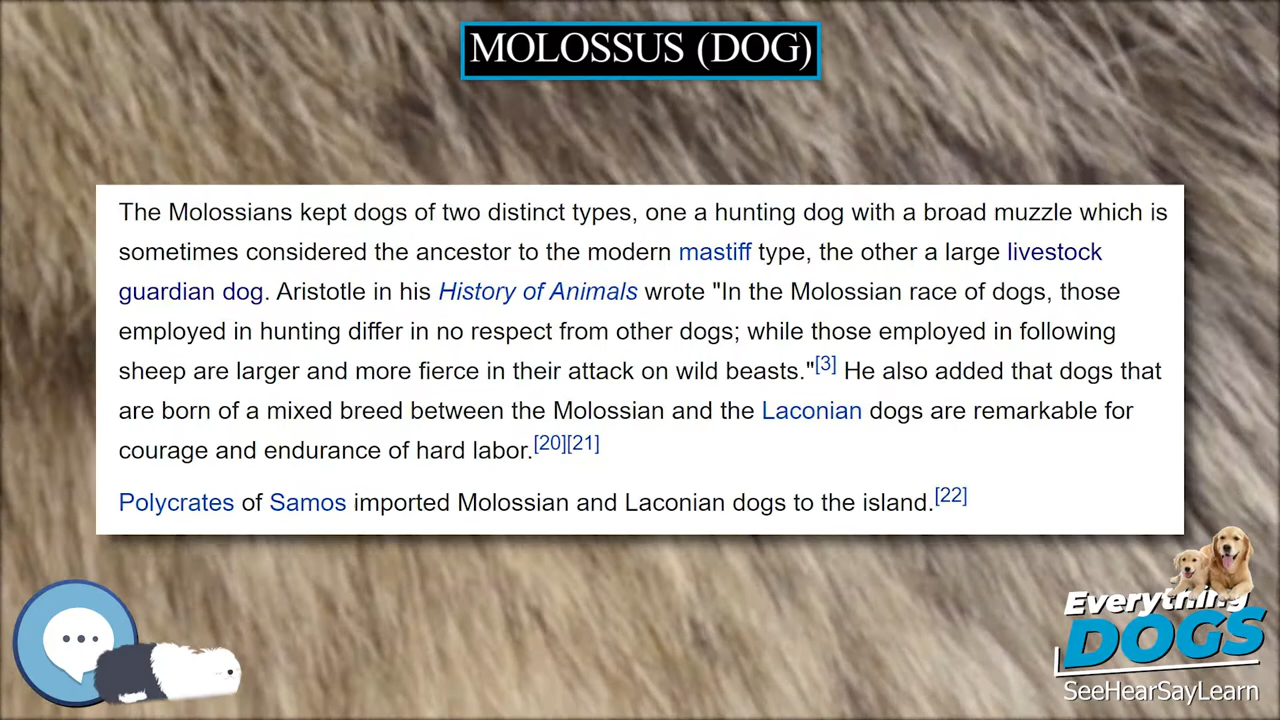 MOLOSSUS (DOG)
The Molossians kept dogs of two distinct types, one a hunting dog with a broad muzzle which is
sometimes considered the ancestor to the modern mastiff type, the other a large livestock
guardian dog. Aristotle in his History of Animals wrote "In the Molossian race of dogs, those
employed in hunting differ in no respect from other dogs; while those employed in following
sheep are larger and more fierce in their attack on wild beasts."[3] He also added that dogs that
are born of a mixed breed between the Molossian and the Laconian dogs are remarkable for
courage and endurance of hard labor.[20][21]
Polycrates of Samos imported Molossian and Laconian dogs to the island.[22]
Everything
DOGS
SeeHearSayLearn